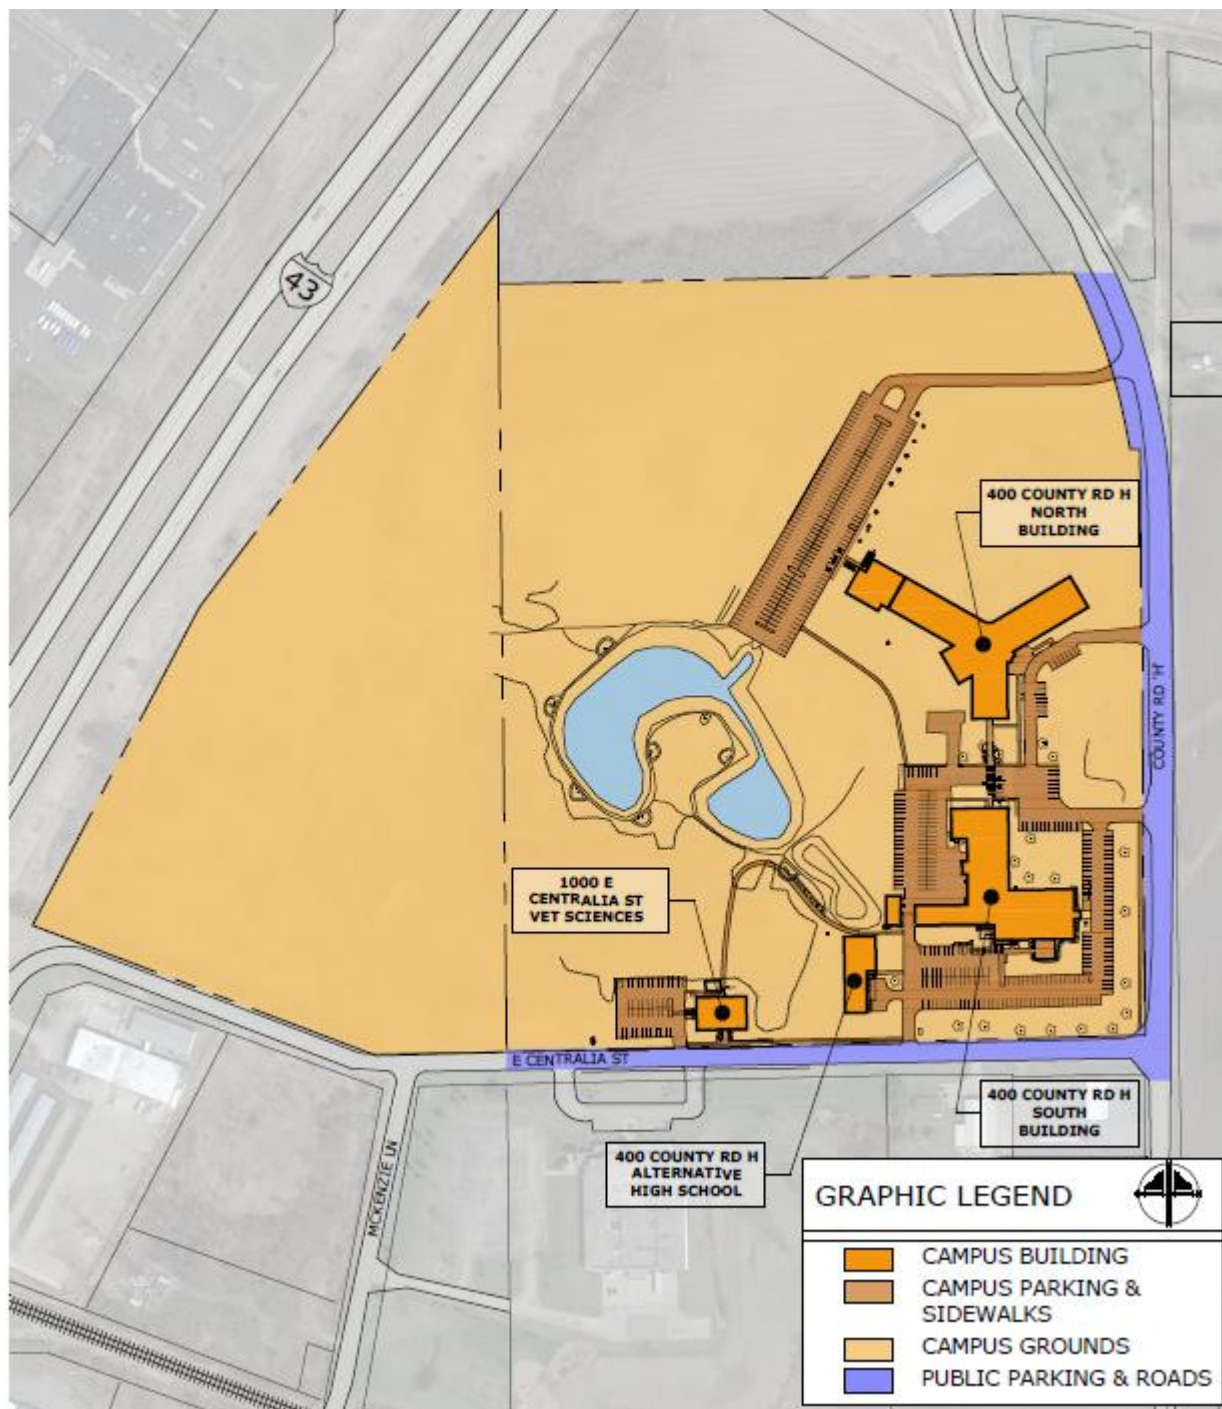 43
400 COUNTY RD H
NORTH
BUILDING
COUNTY RD 'H'
1000 E
CENTRALIA ST
VET SCIENCES
E CENTRALIA ST
400 COUNTY RD H
SOUTH
BUILDING
400 COUNTY RD H
ALTERNATIVE
HIGH SCHOOL
MCKENZIE LN
GRAPHIC LEGEND
CAMPUS BUILDING
CAMPUS PARKING &
SIDEWALKS
CAMPUS GROUNDS
PUBLIC PARKING & ROADS